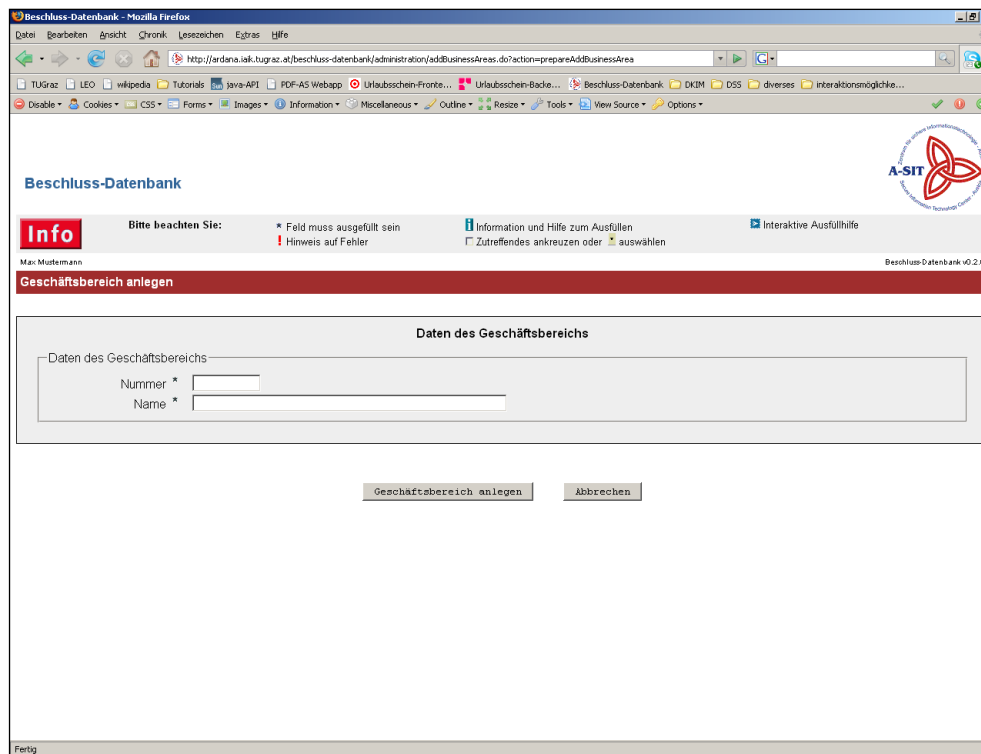 Beschluss-Datenbank - Mozilla Firefox
Datei Bearbeiten Ansicht Chronik Lesezeichen Extras Hilfe
http://ardana.iaik.tugraz.at/beschluss-datenbank/administration/addBusinessAreas.do?action=prepareAddBusinessArea
TUGraz LEO wikipedia Tutorials java-API PDF-AS Webapp Urlaubsschein-Fronte... Urlaubsschein-Backe... Beschluss-Datenbank DKIM DSS diverses interaktionsmöglichke...
Disable Cookies CSS Forms Images Information Miscellaneous Outline Resize Tools View Source Options
A-SIT
Beschluss-Datenbank
Info Bitte beachten Sie: * Feld muss ausgefüllt sein Information und Hilfe zum Ausfüllen Interaktive Ausfüllhilfe
! Hinweis auf Fehler Zutreffendes ankreuzen oder auswählen
Max Mustermann Beschluss-Datenbank v0.2.
Geschäftsbereich anlegen
Daten des Geschäftsbereichs
Daten des Geschäftsbereichs
Nummer *
Name *
Geschäftsbereich anlegen Abbrechen
Fertig